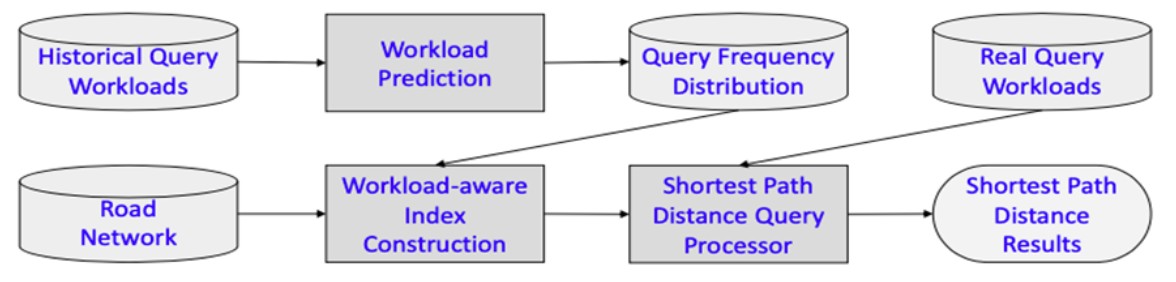 Historical Query
Workloads
Workload
Prediction
Query Frequency
Distribution
Real Query
Workloads
Road
Network
Workload-aware
Index
Construction
Shortest Path
Distance Query
Processor
Shortest Path
Distance
Results